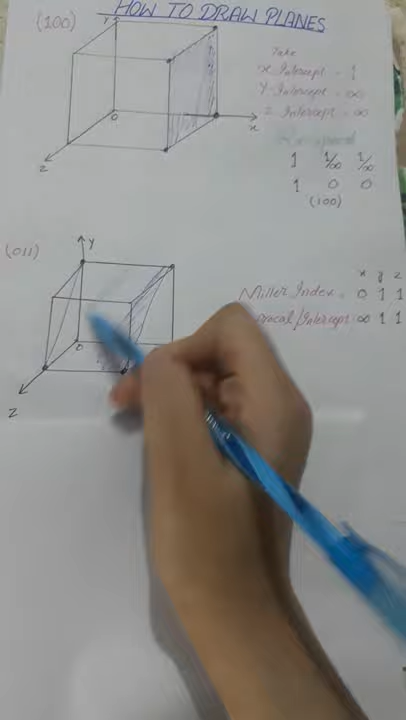 HOW TO DRAW PLANES
(100)
Y
O
x
Z
Take
x-Intercept = 1
Y-Intercept = ∞
Z-Intercept = ∞
1 1/∞ 1/∞
1 0 0
(100)
(011)
Y
O
Z
x y z
Miller Index = 0 1 1
Intercept ∞ 1 1